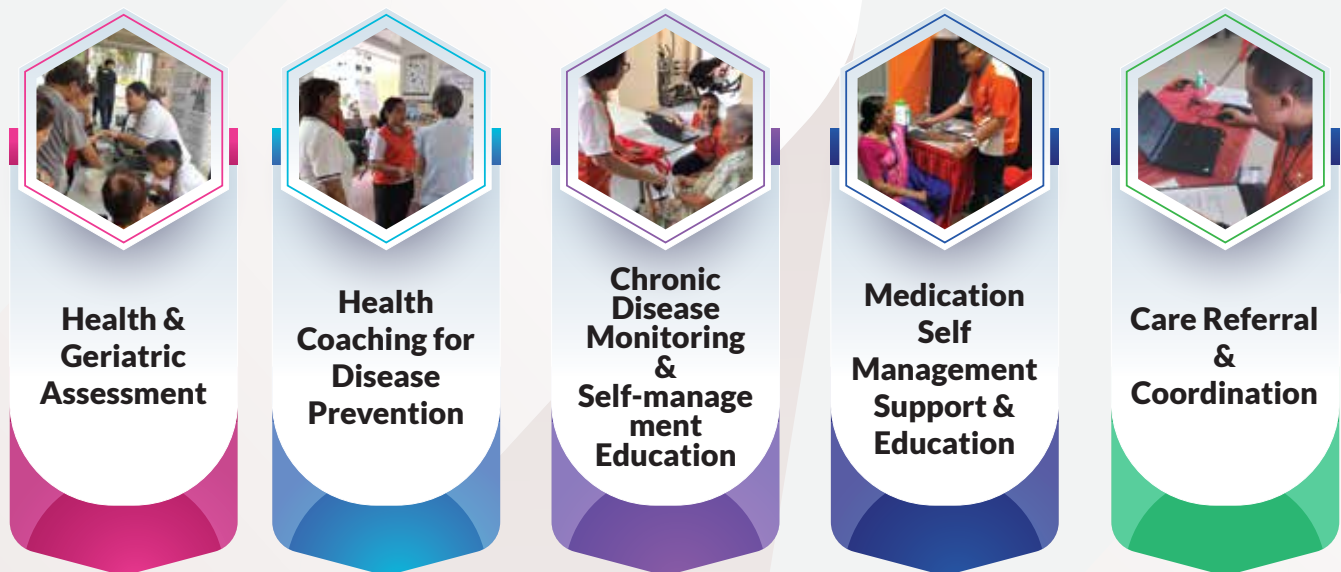 Health &
Geriatric
Assessment
Health
Coaching for
Disease
Prevention
Chronic
Disease
Monitoring
&
Self-manage
ment
Education
Medication
Self
Management
Support &
Education
Care Referral
&
Coordination